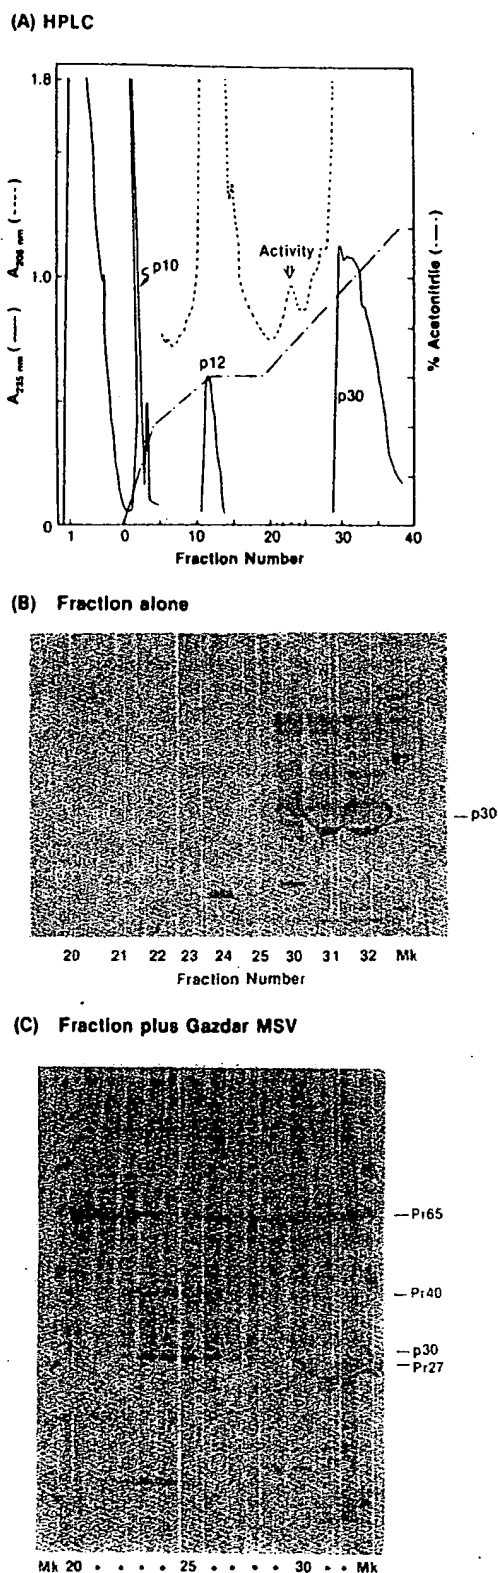 (A) HPLC
1.8
1.0
0
A206 nm (----)
A235 nm (——)
% Acetonitrile (—·—)
p10
Activity
p12
p30
1 0 10 20 30 40
Fraction Number
(B) Fraction alone
p30
20 21 22 23 24 25 30 31 32 Mk
Fraction Number
(C) Fraction plus Gazdar MSV
Pr65
Pr40
p30
Pr27
Mk 20 • • • • 25 • • • • 30 • • Mk